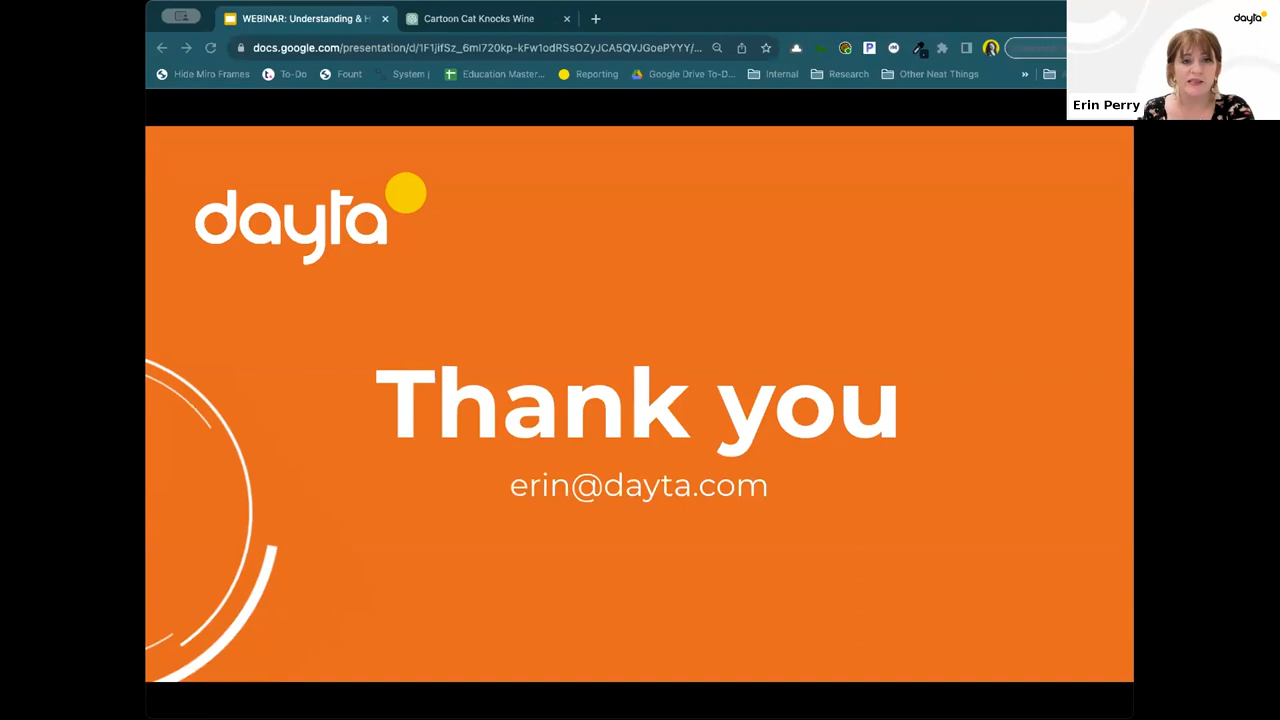 WEBINAR: Understanding & H
Cartoon Cat Knocks Wine
docs.google.com/presentation/d/1F1jifSz_6mI720kp-kFw1odRSsOZyJCA5QVJGoePYYY/...
Hide Miro Frames
To-Do
Fount
System |
Education Master...
Reporting
Google Drive To-D...
Internal
Research
Other Neat Things
dayta
Erin Perry
dayta
Thank you
erin@dayta.com